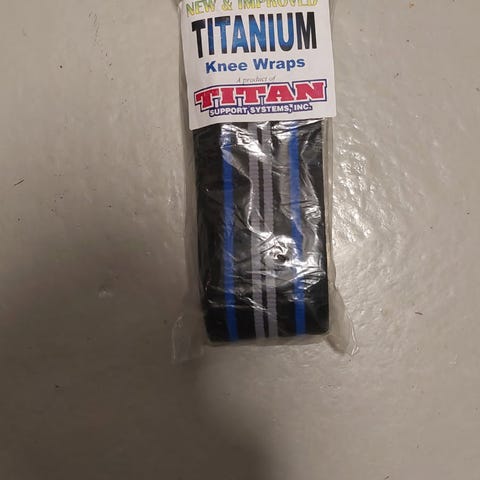 NEW & IMPROVED
TITANIUM
Knee Wraps
A product of
TITAN
SUPPORT SYSTEMS, INC.